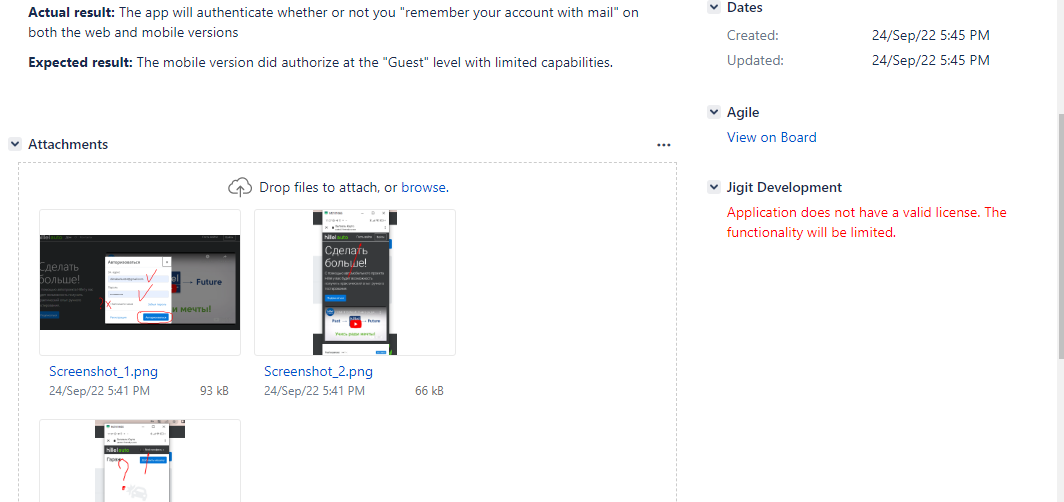 Actual result: The app will authenticate whether or not you "remember your account with mail" on
both the web and mobile versions
Expected result: The mobile version did authorize at the "Guest" level with limited capabilities.
Attachments
Drop files to attach, or browse.
hillelauto
Сделать
больше!
Авторизоваться
Future
и мечты!
Screenshot_1.png
24/Sep/22 5:41 PM
93 kB
hillelauto
Сделать
больше!
Screenshot_2.png
24/Sep/22 5:41 PM
66 kB
hillelauto
Dates
Created:
24/Sep/22 5:45 PM
Updated:
24/Sep/22 5:45 PM
Agile
View on Board
Jigit Development
Application does not have a valid license. The
functionality will be limited.